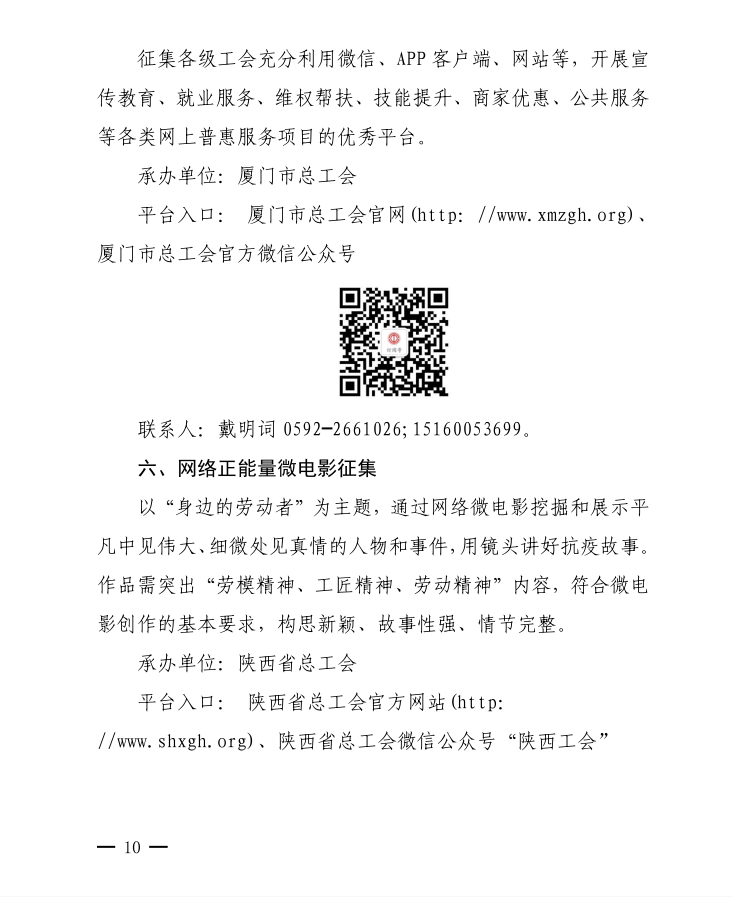 征集各级工会充分利用微信、APP 客户端、网站等，开展宣
传教育、就业服务、维权帮扶、技能提升、商家优惠、公共服务
等各类网上普惠服务项目的优秀平台。
承办单位：厦门市总工会
平台入口： 厦门市总工会官网(http: //www.xmzgh.org)、
厦门市总工会官方微信公众号
联系人：戴明词 0592-2661026;15160053699。
六、网络正能量微电影征集
以“身边的劳动者”为主题，通过网络微电影挖掘和展示平
凡中见伟大、细微处见真情的人物和事件，用镜头讲好抗疫故事。
作品需突出“劳模精神、工匠精神、劳动精神”内容，符合微电
影创作的基本要求，构思新颖、故事性强、情节完整。
承办单位：陕西省总工会
平台入口： 陕西省总工会官方网站(http:
//www.shxgh.org)、陕西省总工会微信公众号“陕西工会”
— 10 —